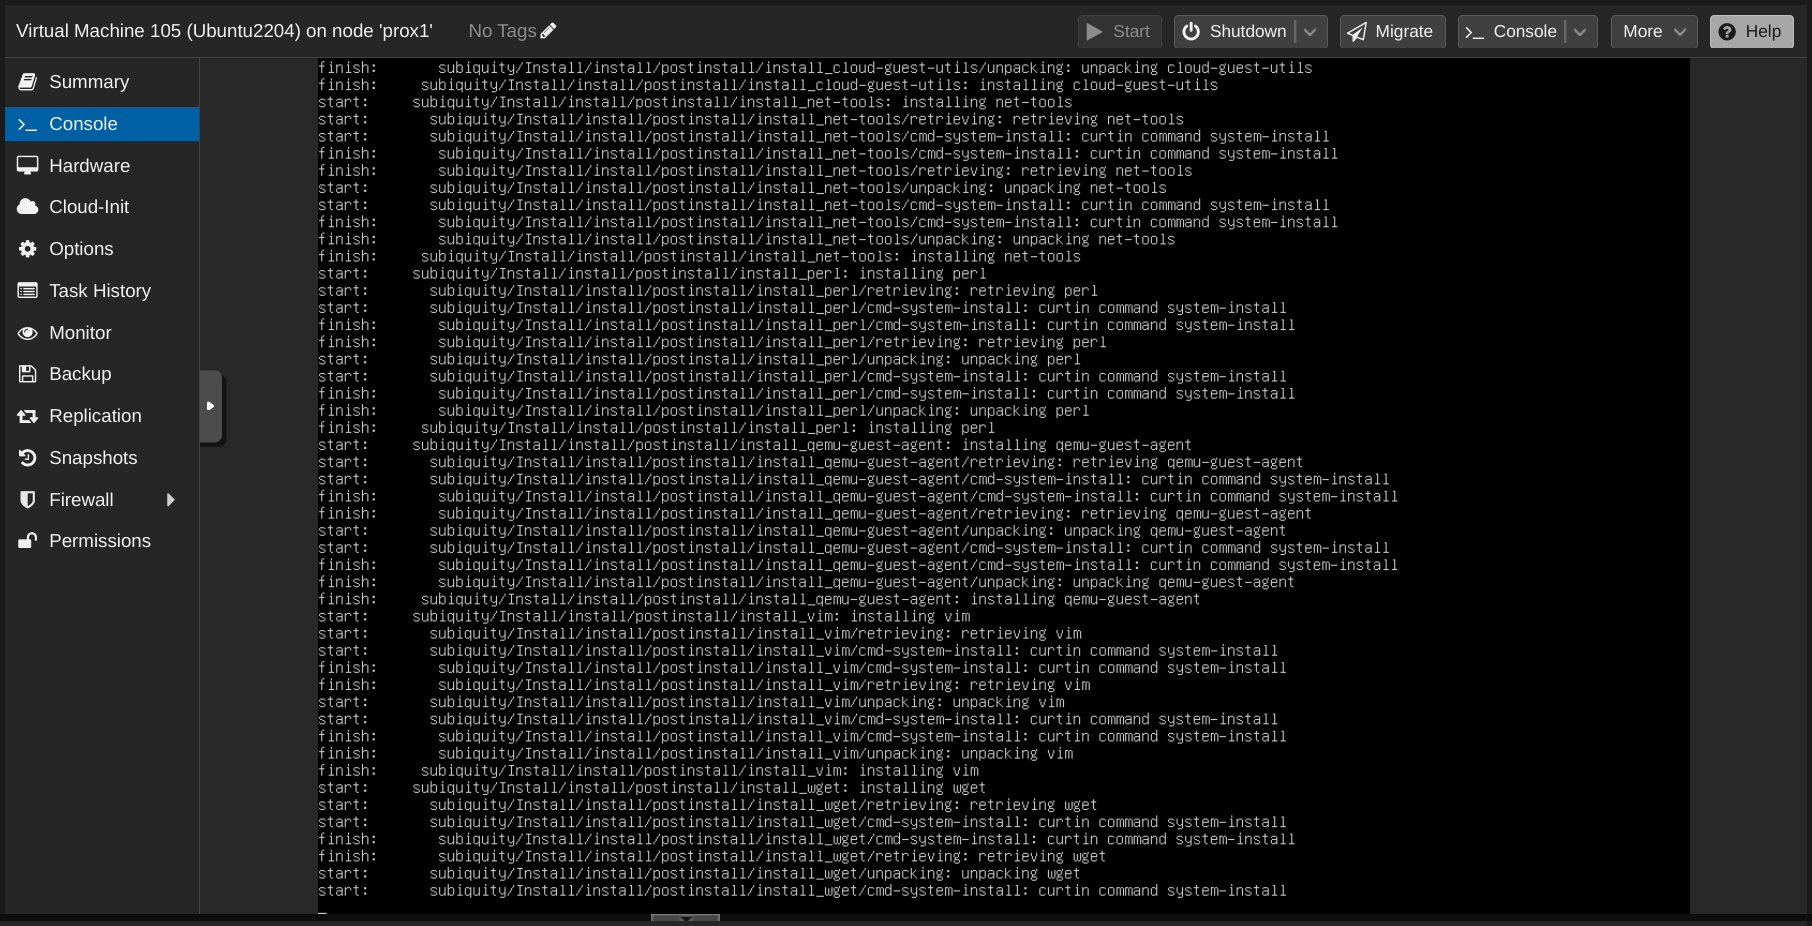 Virtual Machine 105 (Ubuntu2204) on node 'prox1' No Tags Start Shutdown Migrate Console More Help
Summary
Console
Hardware
Cloud-Init
Options
Task History
Monitor
Backup
Replication
Snapshots
Firewall
Permissions
finish: subiquity/Install/install/postinstall/install_cloud-guest-utils/unpacking: unpacking cloud-guest-utils
finish: subiquity/Install/install/postinstall/install_cloud-guest-utils: installing cloud-guest-utils
start: subiquity/Install/install/postinstall/install_net-tools: installing net-tools
start: subiquity/Install/install/postinstall/install_net-tools/retrieving: retrieving net-tools
start: subiquity/Install/install/postinstall/install_net-tools/cmd-system-install: curtin command system-install
finish: subiquity/Install/install/postinstall/install_net-tools/cmd-system-install: curtin command system-install
finish: subiquity/Install/install/postinstall/install_net-tools/retrieving: retrieving net-tools
start: subiquity/Install/install/postinstall/install_net-tools/unpacking: unpacking net-tools
start: subiquity/Install/install/postinstall/install_net-tools/cmd-system-install: curtin command system-install
finish: subiquity/Install/install/postinstall/install_net-tools/cmd-system-install: curtin command system-install
finish: subiquity/Install/install/postinstall/install_net-tools/unpacking: unpacking net-tools
finish: subiquity/Install/install/postinstall/install_net-tools: installing net-tools
start: subiquity/Install/install/postinstall/install_perl: installing perl
start: subiquity/Install/install/postinstall/install_perl/retrieving: retrieving perl
start: subiquity/Install/install/postinstall/install_perl/cmd-system-install: curtin command system-install
finish: subiquity/Install/install/postinstall/install_perl/cmd-system-install: curtin command system-install
finish: subiquity/Install/install/postinstall/install_perl/retrieving: retrieving perl
start: subiquity/Install/install/postinstall/install_perl/unpacking: unpacking perl
start: subiquity/Install/install/postinstall/install_perl/cmd-system-install: curtin command system-install
finish: subiquity/Install/install/postinstall/install_perl/cmd-system-install: curtin command system-install
finish: subiquity/Install/install/postinstall/install_perl/unpacking: unpacking perl
finish: subiquity/Install/install/postinstall/install_perl: installing perl
start: subiquity/Install/install/postinstall/install_qemu-guest-agent: installing qemu-guest-agent
start: subiquity/Install/install/postinstall/install_qemu-guest-agent/retrieving: retrieving qemu-guest-agent
start: subiquity/Install/install/postinstall/install_qemu-guest-agent/cmd-system-install: curtin command system-install
finish: subiquity/Install/install/postinstall/install_qemu-guest-agent/cmd-system-install: curtin command system-install
finish: subiquity/Install/install/postinstall/install_qemu-guest-agent/retrieving: retrieving qemu-guest-agent
start: subiquity/Install/install/postinstall/install_qemu-guest-agent/unpacking: unpacking qemu-guest-agent
start: subiquity/Install/install/postinstall/install_qemu-guest-agent/cmd-system-install: curtin command system-install
finish: subiquity/Install/install/postinstall/install_qemu-guest-agent/cmd-system-install: curtin command system-install
finish: subiquity/Install/install/postinstall/install_qemu-guest-agent/unpacking: unpacking qemu-guest-agent
finish: subiquity/Install/install/postinstall/install_qemu-guest-agent: installing qemu-guest-agent
start: subiquity/Install/install/postinstall/install_vim: installing vim
start: subiquity/Install/install/postinstall/install_vim/retrieving: retrieving vim
start: subiquity/Install/install/postinstall/install_vim/cmd-system-install: curtin command system-install
finish: subiquity/Install/install/postinstall/install_vim/cmd-system-install: curtin command system-install
finish: subiquity/Install/install/postinstall/install_vim/retrieving: retrieving vim
start: subiquity/Install/install/postinstall/install_vim/unpacking: unpacking vim
start: subiquity/Install/install/postinstall/install_vim/cmd-system-install: curtin command system-install
finish: subiquity/Install/install/postinstall/install_vim/cmd-system-install: curtin command system-install
finish: subiquity/Install/install/postinstall/install_vim/unpacking: unpacking vim
finish: subiquity/Install/install/postinstall/install_vim: installing vim
start: subiquity/Install/install/postinstall/install_wget: installing wget
start: subiquity/Install/install/postinstall/install_wget/retrieving: retrieving wget
start: subiquity/Install/install/postinstall/install_wget/cmd-system-install: curtin command system-install
finish: subiquity/Install/install/postinstall/install_wget/cmd-system-install: curtin command system-install
finish: subiquity/Install/install/postinstall/install_wget/retrieving: retrieving wget
start: subiquity/Install/install/postinstall/install_wget/unpacking: unpacking wget
start: subiquity/Install/install/postinstall/install_wget/cmd-system-install: curtin command system-install